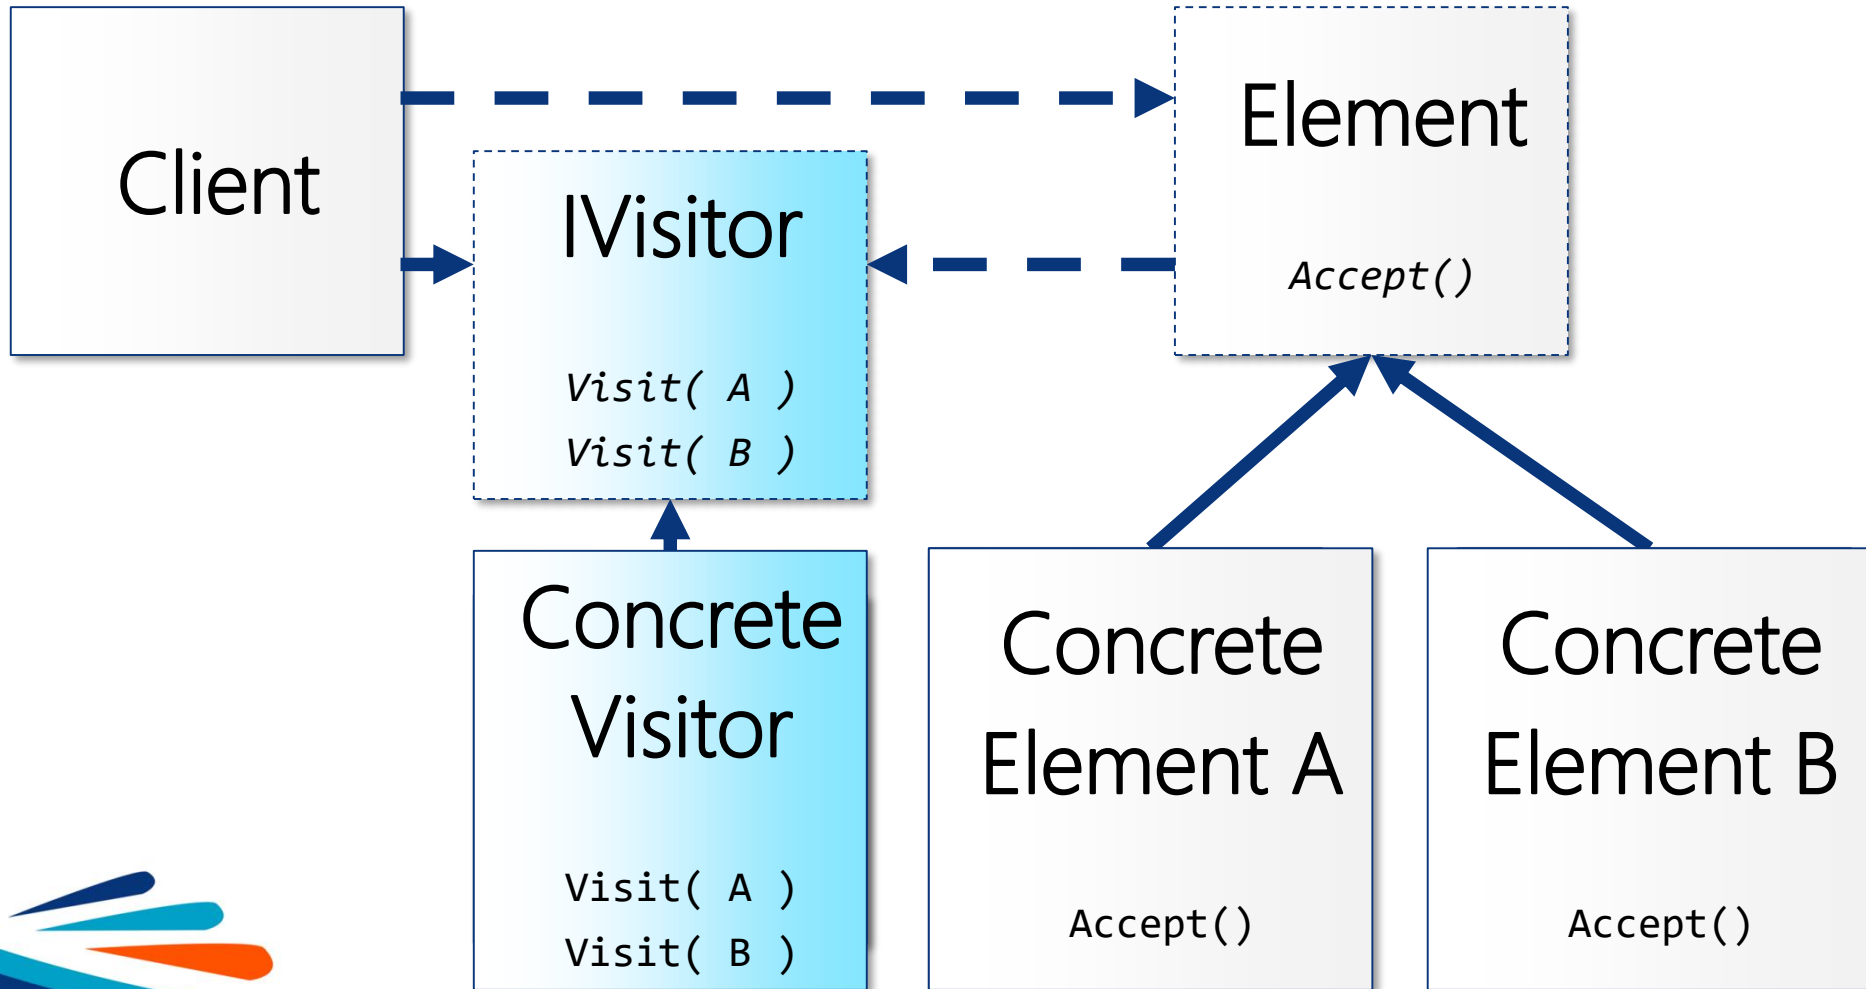 Client
IVisitor
Visit( A )
Visit( B )
Element
Accept()
Concrete
Visitor
Visit( A )
Visit( B )
Concrete
Element A
Accept()
Concrete
Element B
Accept()